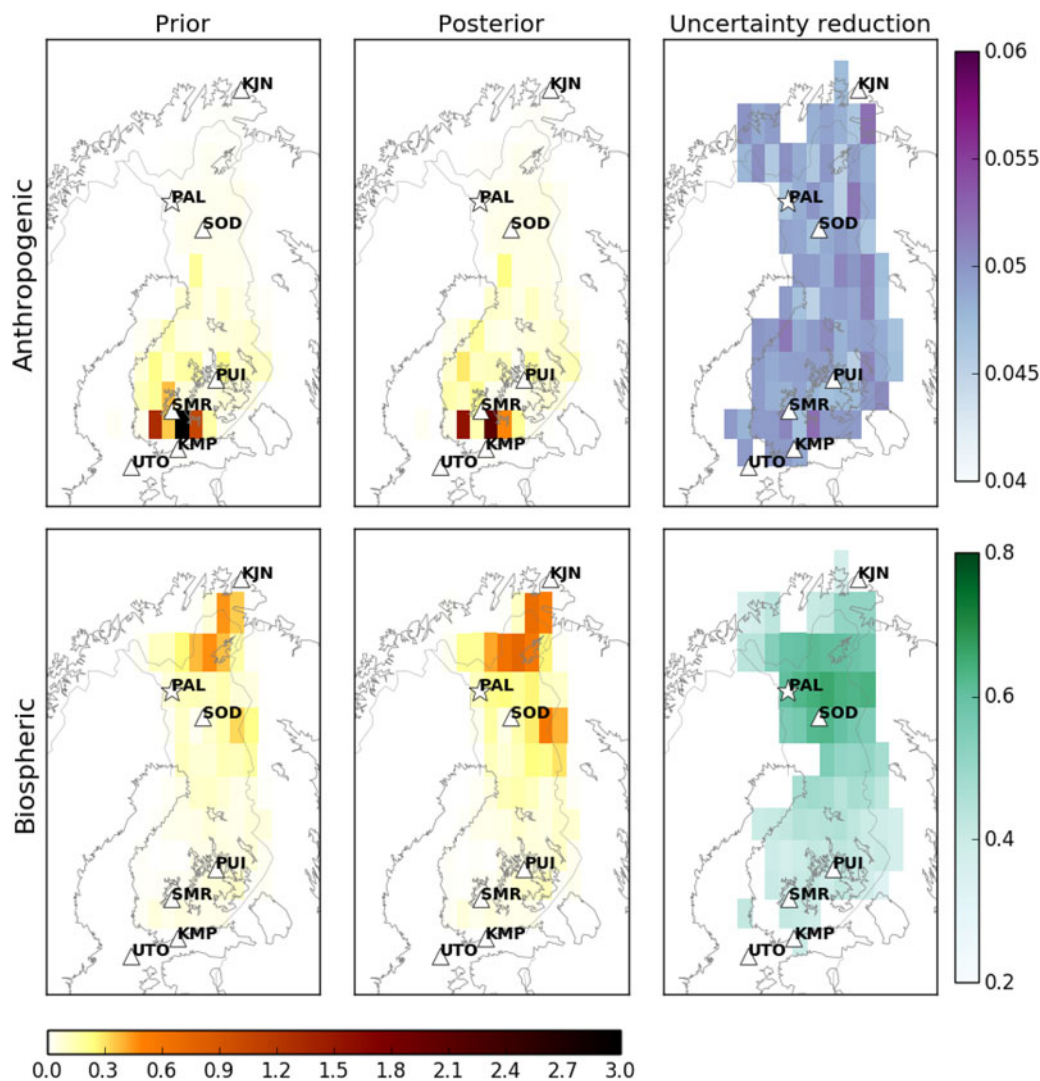 Prior
Posterior
Uncertainty reduction
Anthropogenic
KJN
PAL
SOD
PUI
SMR
KMP
UTO
KJN
PAL
SOD
PUI
SMR
KMP
UTO
KJN
PAL
SOD
PUI
SMR
KMP
UTO
0.06
0.055
0.05
0.045
0.04
Biospheric
KJN
PAL
SOD
PUI
SMR
KMP
UTO
KJN
PAL
SOD
PUI
SMR
KMP
UTO
KJN
PAL
SOD
PUI
SMR
KMP
UTO
0.8
0.6
0.4
0.2
0.0 0.3 0.6 0.9 1.2 1.5 1.8 2.1 2.4 2.7 3.0